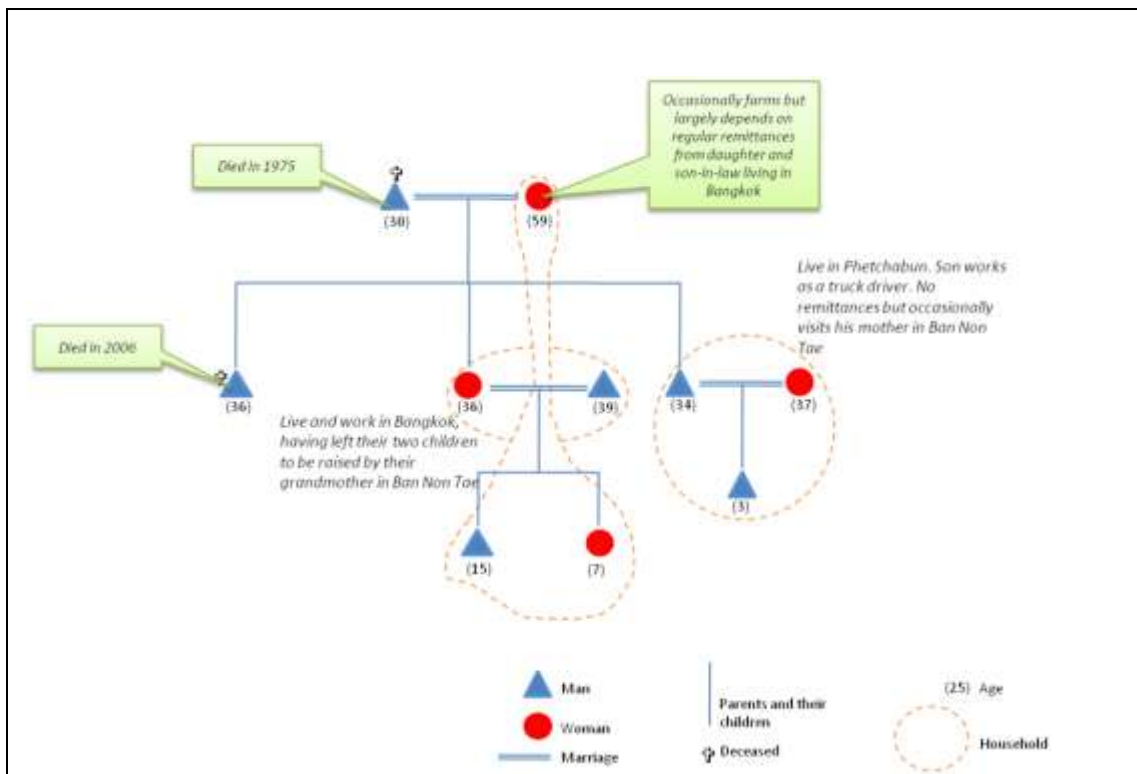 Occasionally farms but
largely depends on
regular remittances
from daughter and
son-in-law living in
Bangkok
Died in 1975
(30)
(59)
Live in Phetchabun. Son works
as a truck driver. No
remittances but occasionally
visits his mother in Ban Non
Tae
Died in 2006
(36)
(36)
(39)
(34)
(37)
Live and work in Bangkok,
having left their two children
to be raised by their
grandmother in Ban Non Tae
(3)
(15)
(7)
Man
Woman
Marriage
Parents and their
children
Deceased
(25) Age
Household